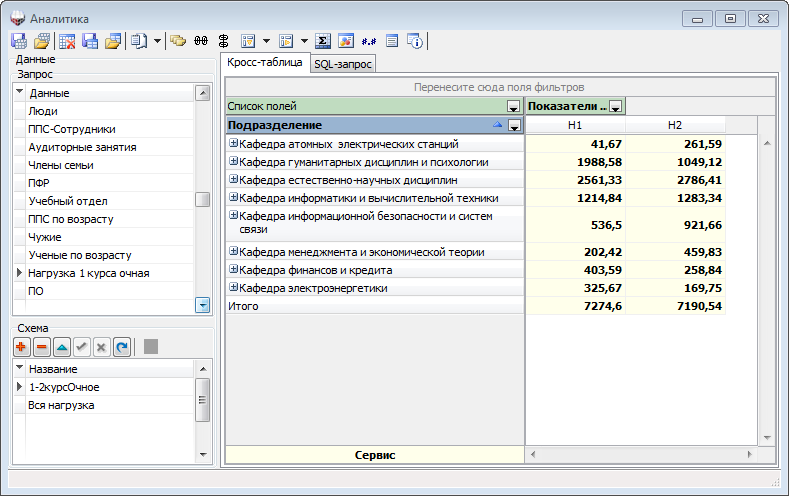 Аналитика
Данные
Запрос
Данные
Люди
ППС-Сотрудники
Аудиторные занятия
Члены семьи
ПФР
Учебный отдел
ППС по возрасту
Чужие
Ученые по возрасту
Нагрузка 1 курса очная
ПО
Схема
Название
1-2курсОчное
Вся нагрузка
Кросс-таблица SQL-запрос
Перенесите сюда поля фильтров
Список полей Показатели ..
Подразделение Н1 Н2
Кафедра атомных электрических станций 41,67 261,59
Кафедра гуманитарных дисциплин и психологии 1988,58 1049,12
Кафедра естественно-научных дисциплин 2561,33 2786,41
Кафедра информатики и вычислительной техники 1214,84 1283,34
Кафедра информационной безопасности и систем
связи 536,5 921,66
Кафедра менеджмента и экономической теории 202,42 459,83
Кафедра финансов и кредита 403,59 258,84
Кафедра электроэнергетики 325,67 169,75
Итого 7274,6 7190,54
Сервис